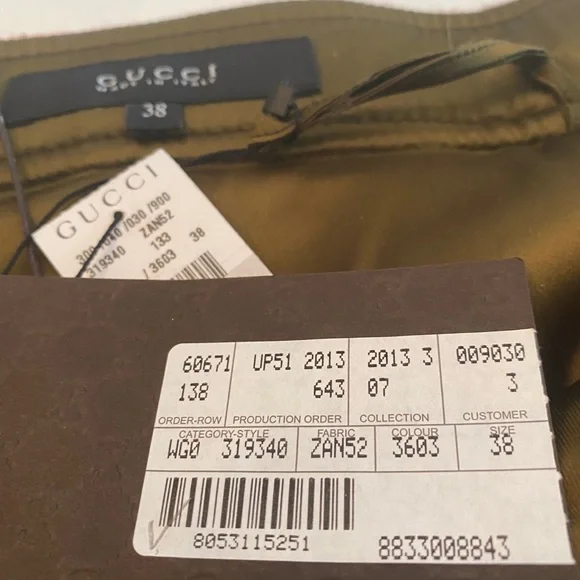 GUCCI
MADE IN ITALY
38
GUCCI
/030 /900
319340 ZAN52
133
/ 3603 38
60671 UP51 2013 2013 3 009030
138 643 07 3
ORDER-ROW PRODUCTION ORDER COLLECTION CUSTOMER
CATEGORY-STYLE FABRIC COLOUR SIZE
WG0 319340 ZAN52 3603 38
8053115251 8833008843